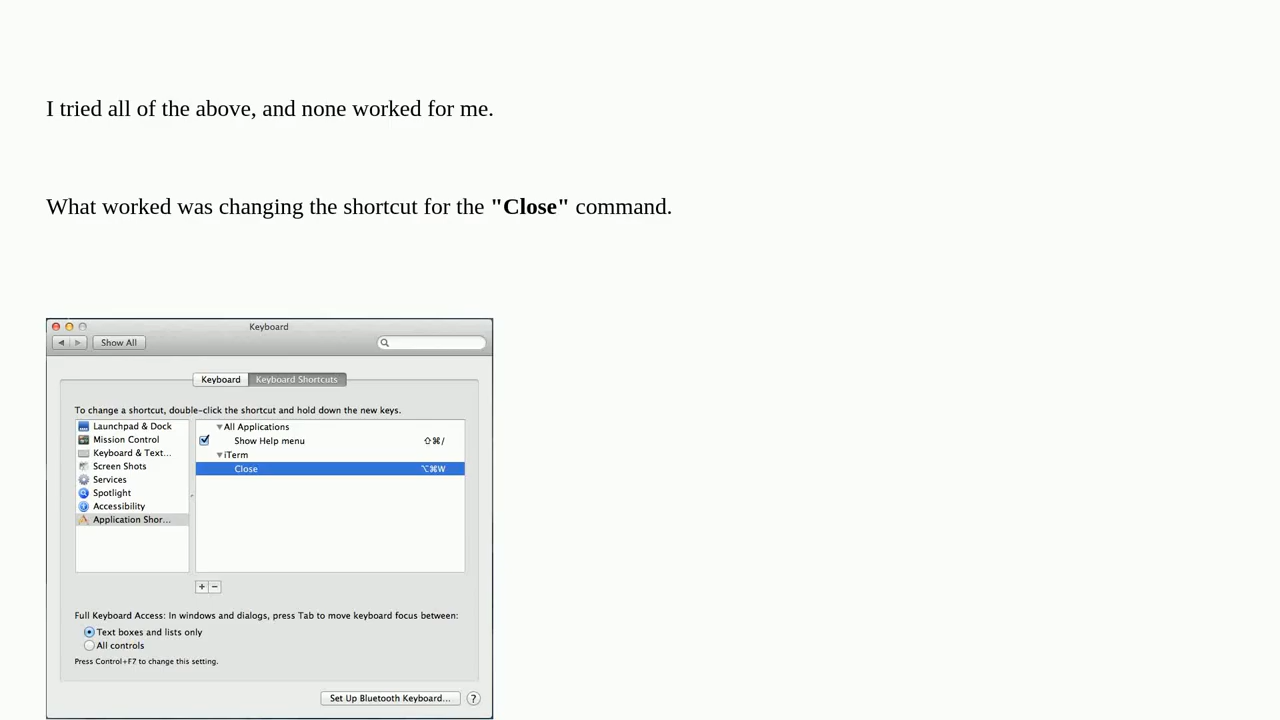 I tried all of the above, and none worked for me.
What worked was changing the shortcut for the "Close" command.
Keyboard
Show All
Keyboard Keyboard Shortcuts
To change a shortcut, double-click the shortcut and hold down the new keys.
Launchpad & Dock
Mission Control
Keyboard & Text...
Screen Shots
Services
Spotlight
Accessibility
Application Shor...
All Applications
Show Help menu ⇧⌘/
iTerm
Close ⌥⌘W
+ −
Full Keyboard Access: In windows and dialogs, press Tab to move keyboard focus between:
Text boxes and lists only
All controls
Press Control+F7 to change this setting.
Set Up Bluetooth Keyboard... ?